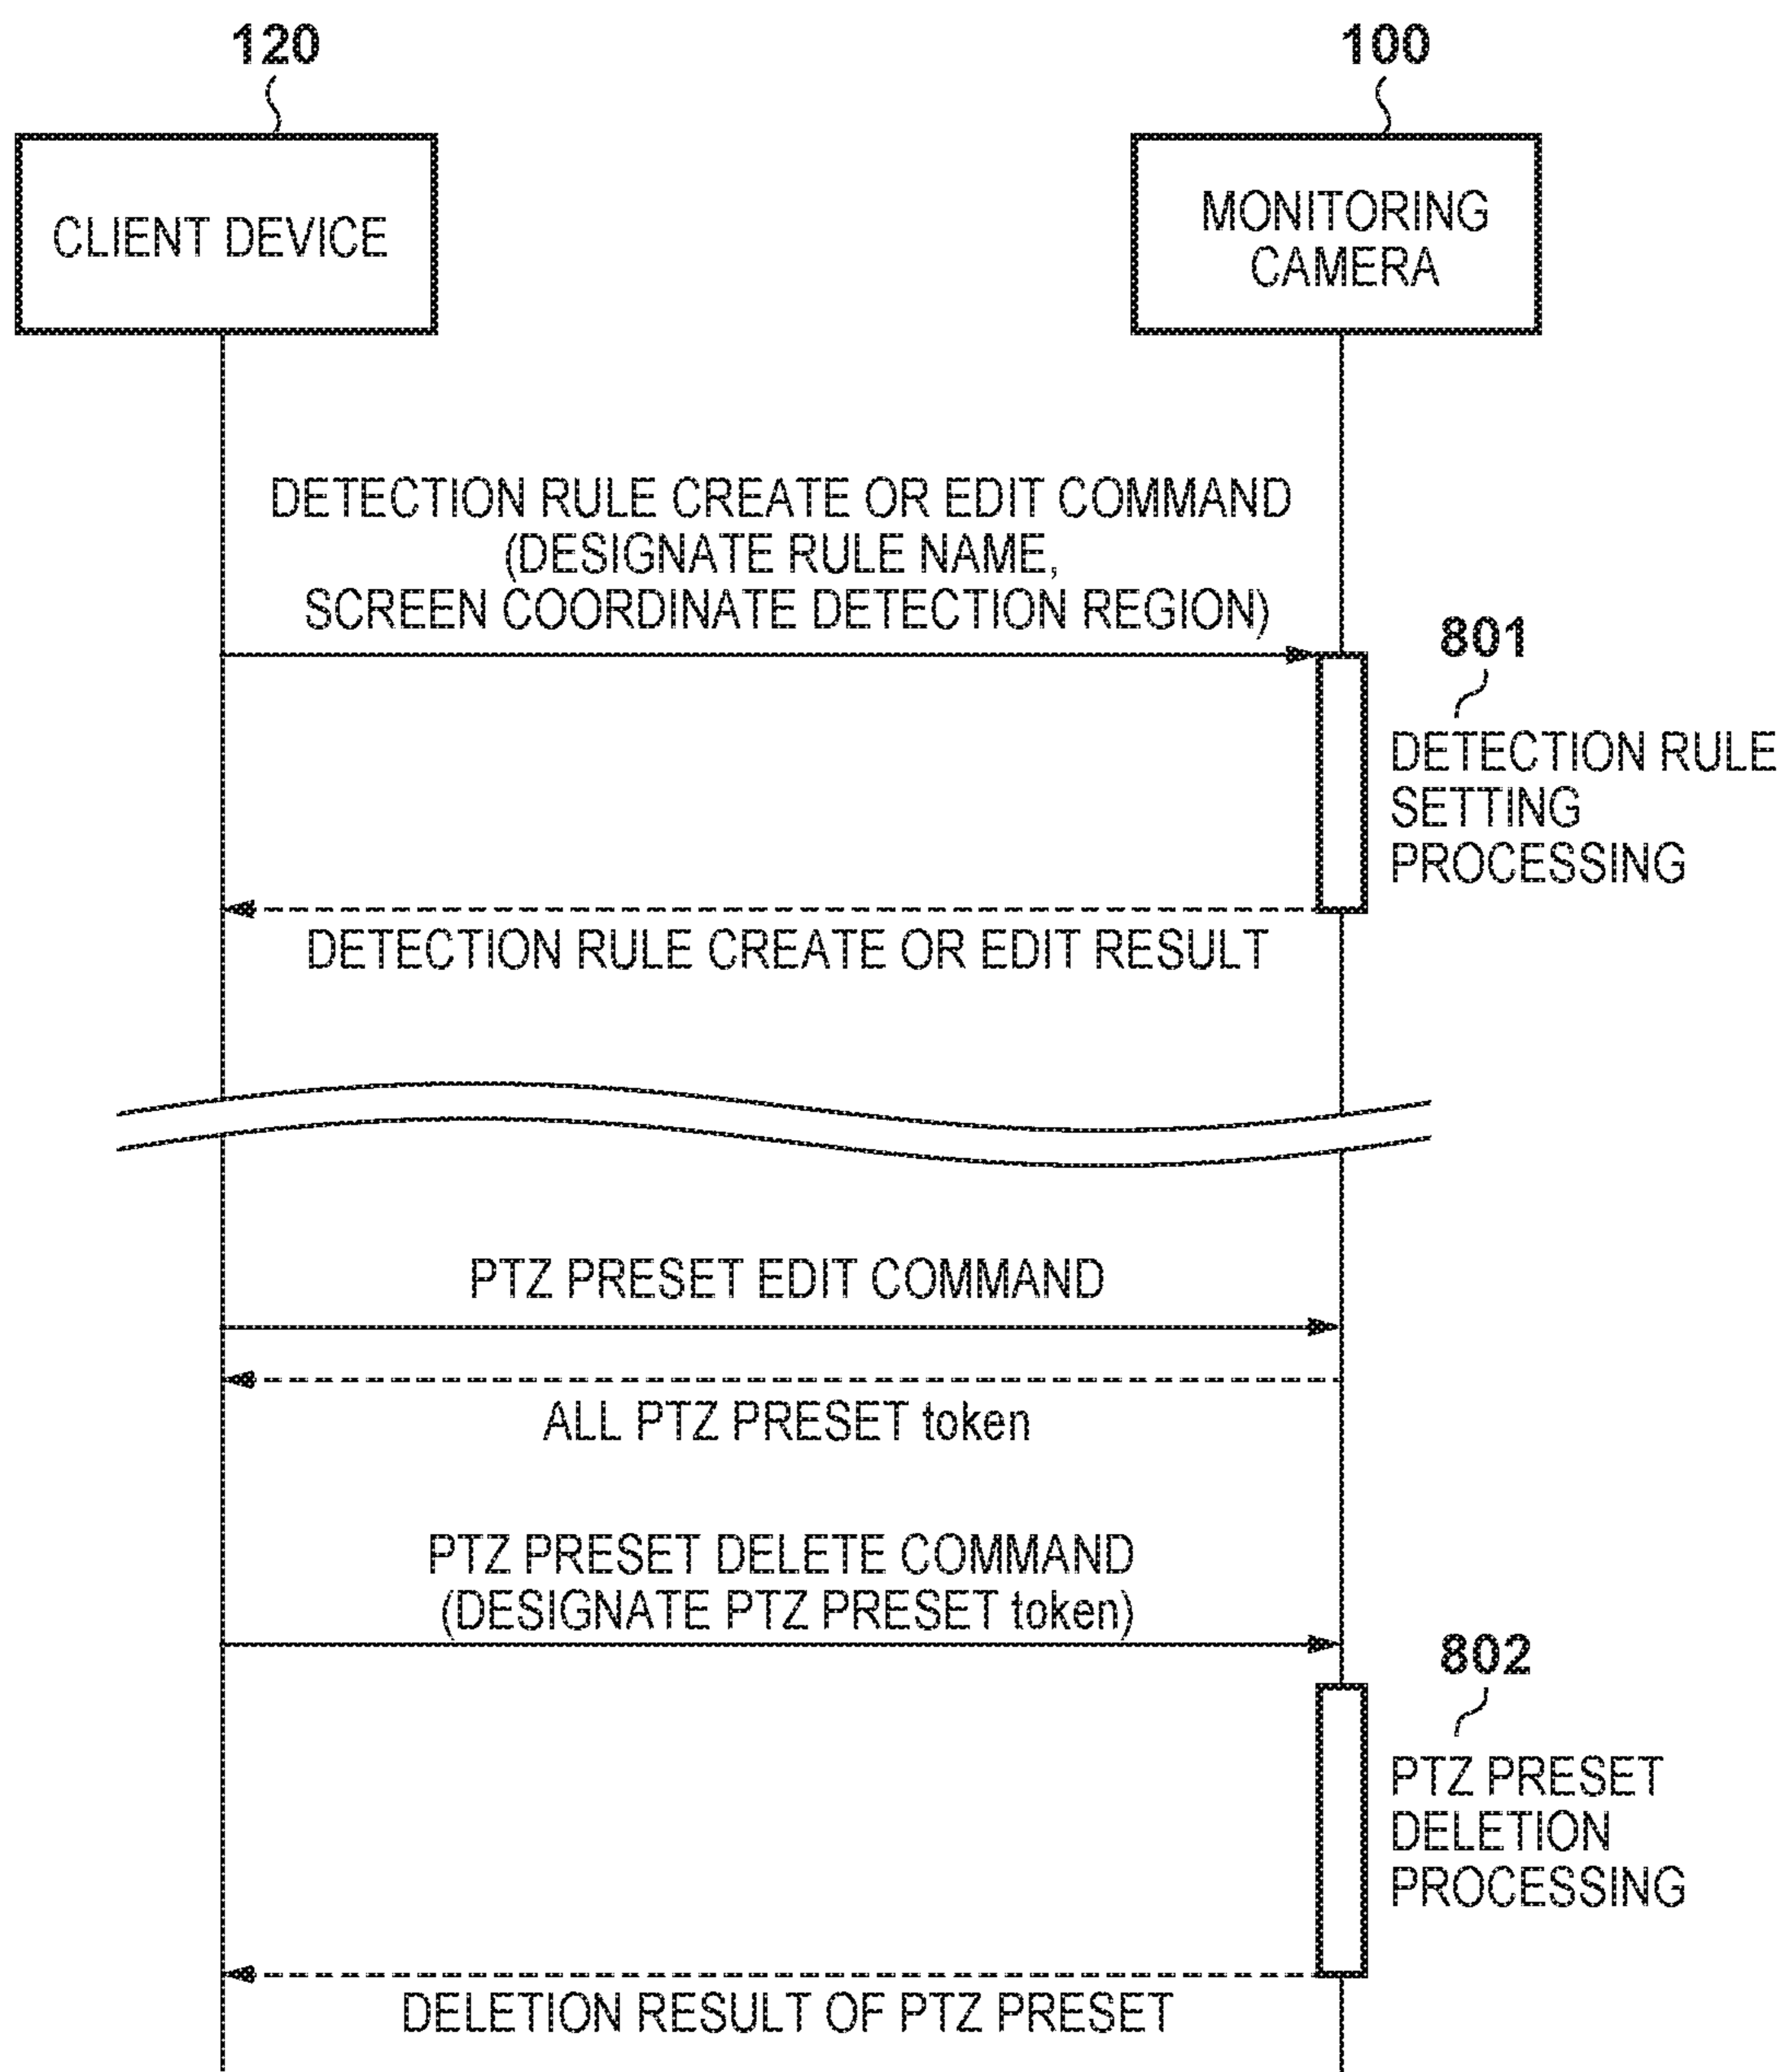 120
100
CLIENT DEVICE
MONITORING
CAMERA
DETECTION RULE CREATE OR EDIT COMMAND
(DESIGNATE RULE NAME,
SCREEN COORDINATE DETECTION REGION)
801
DETECTION RULE
SETTING
PROCESSING
DETECTION RULE CREATE OR EDIT RESULT
PTZ PRESET EDIT COMMAND
ALL PTZ PRESET token
PTZ PRESET DELETE COMMAND
(DESIGNATE PTZ PRESET token)
802
PTZ PRESET
DELETION
PROCESSING
DELETION RESULT OF PTZ PRESET